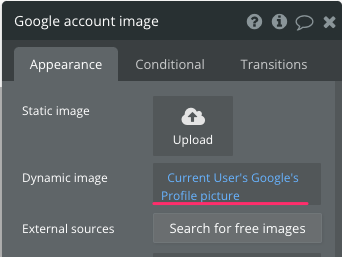 Google account image
Appearance
Conditional
Transitions
Static image
Upload
Dynamic image
Current User's Google's
Profile picture
External sources
Search for free images